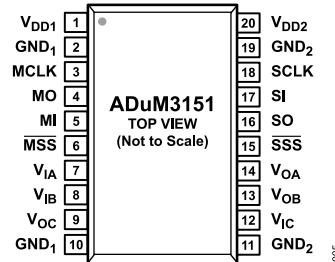 VDD1 1 20 VDD2
GND1 2 19 GND2
MCLK 3 18 SCLK
MO 4 ADuM3151 17 SI
MI 5 TOP VIEW 16 SO
MSS 6 (Not to Scale) 15 SSS
VIA 7 14 VOA
VIB 8 13 VOB
VOC 9 12 VIC
GND1 10 11 GND2